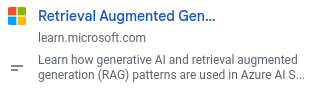 Retrieval Augmented Gen...
learn.microsoft.com
Learn how generative AI and retrieval augmented
generation (RAG) patterns are used in Azure AI S...